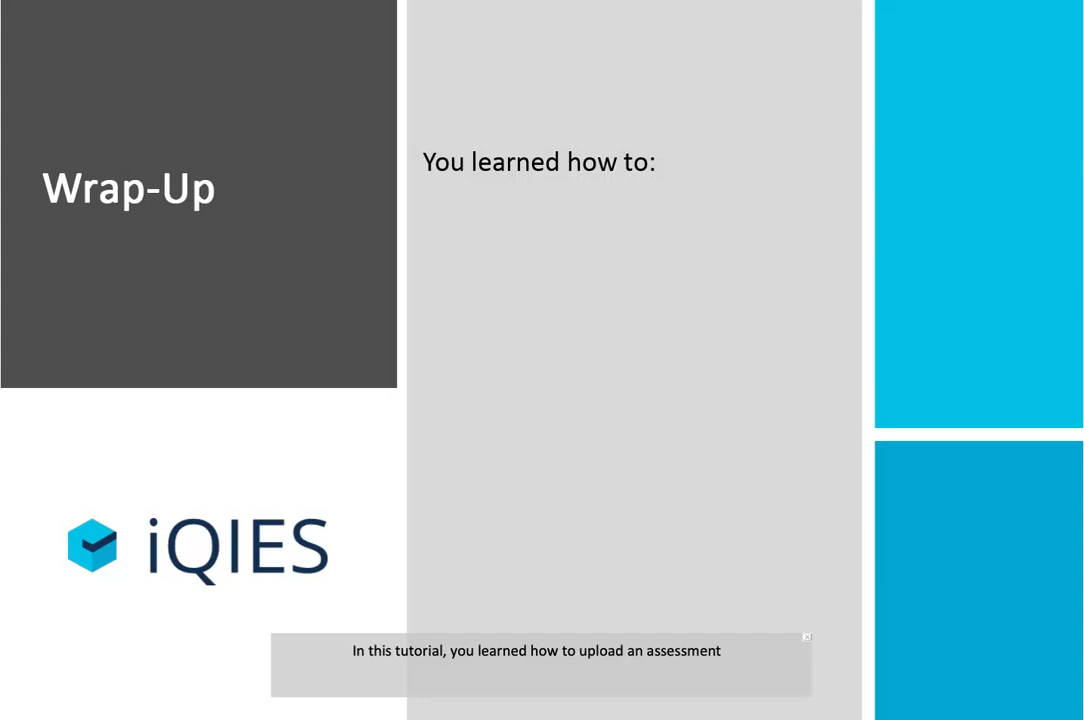 Wrap-Up
You learned how to:
iQIES
In this tutorial, you learned how to upload an assessment